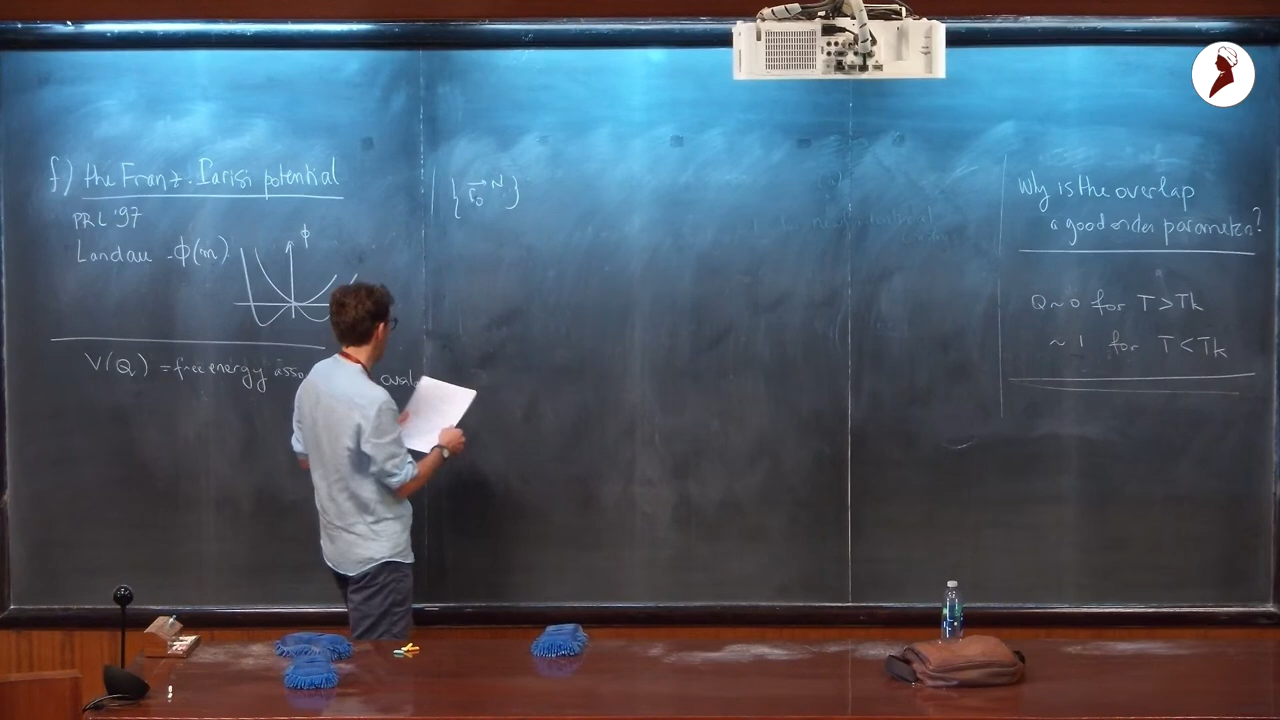 f) the Franz-Parisi potential
PRL '97
Landau - Φ(m)
Φ
V(Q) = free energy asso
{r₀ᴺ}
Why is the overlap
a good order parameter?
Q ~ 0 for T > Tk
~ 1 for T < Tk